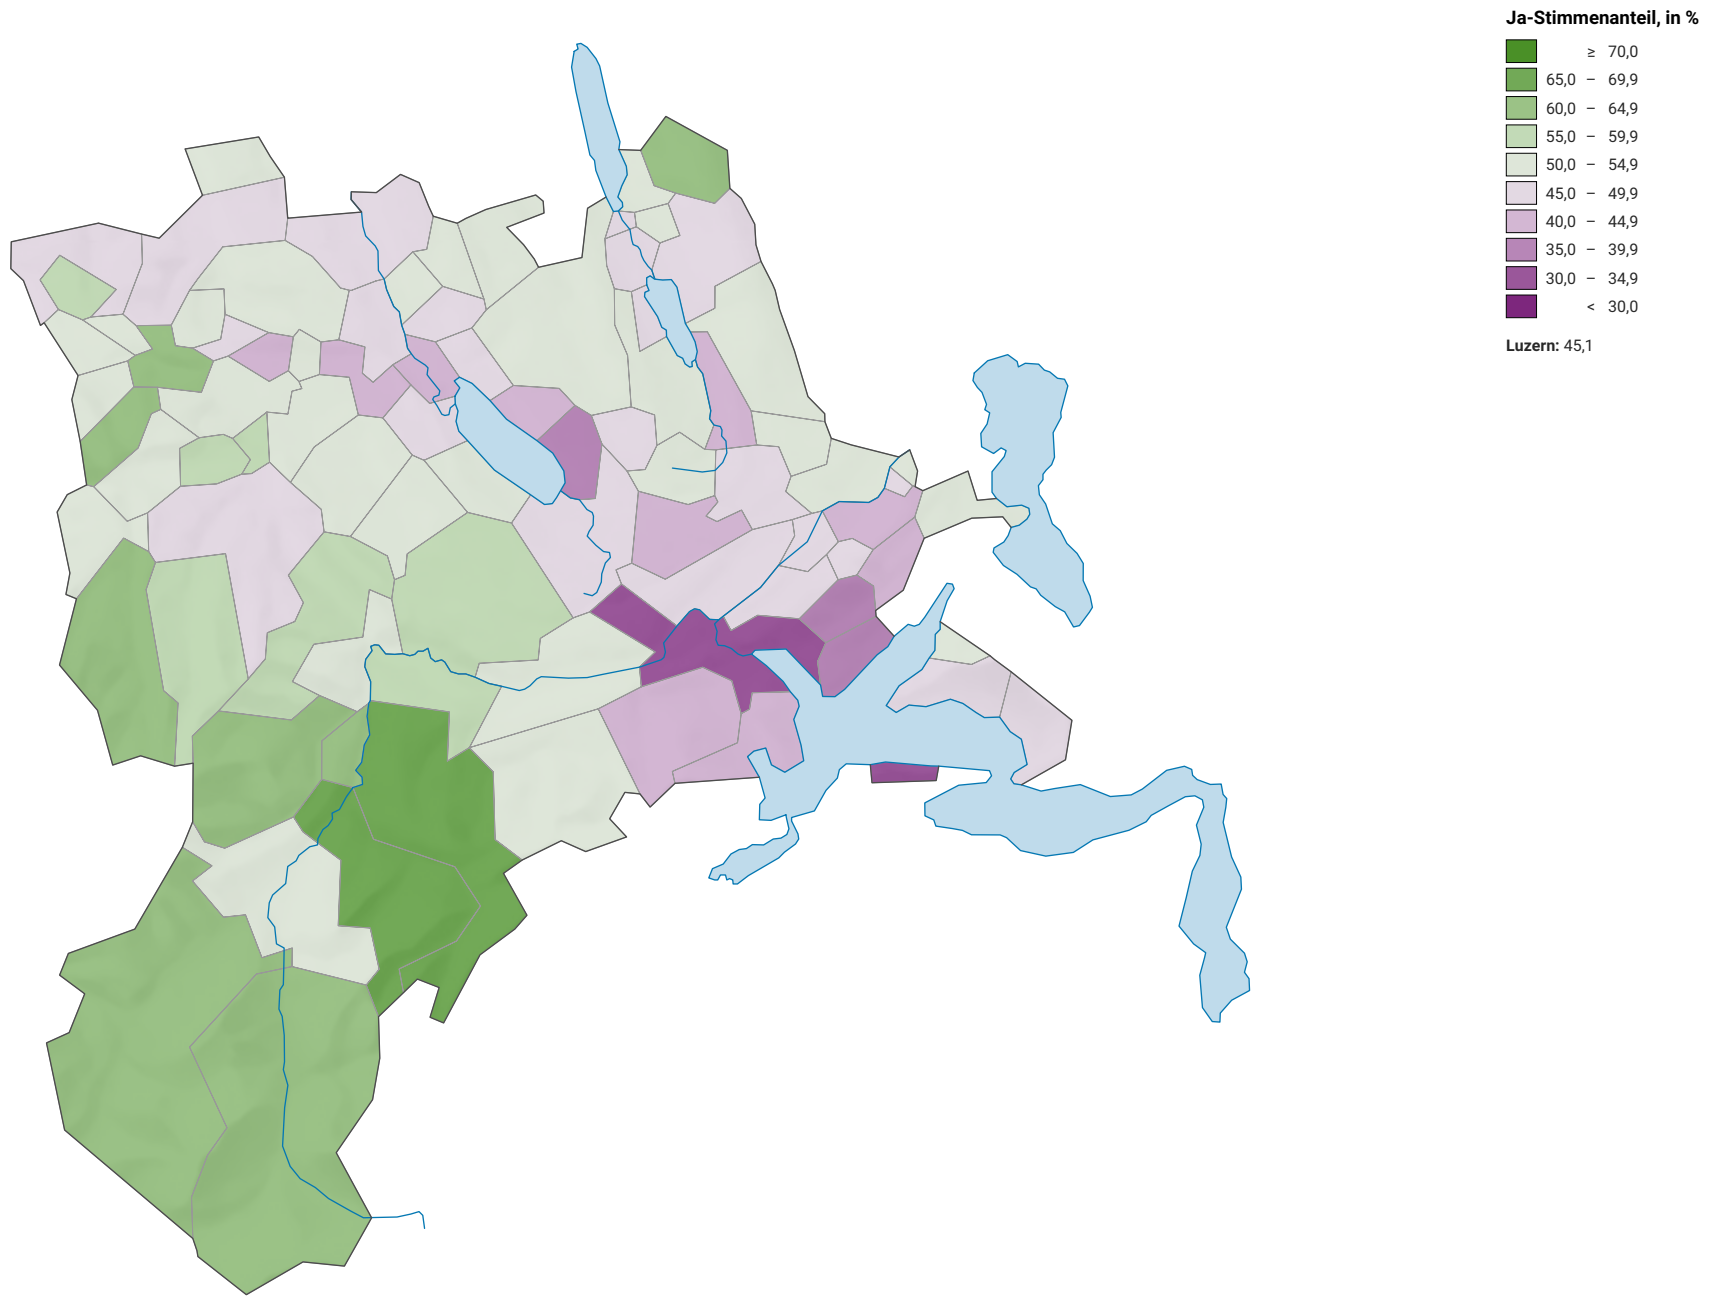 Ja-Stimmenanteil, in %
≥ 70,0
65,0 – 69,9
60,0 – 64,9
55,0 – 59,9
50,0 – 54,9
45,0 – 49,9
40,0 – 44,9
35,0 – 39,9
30,0 – 34,9
< 30,0
Luzern: 45,1